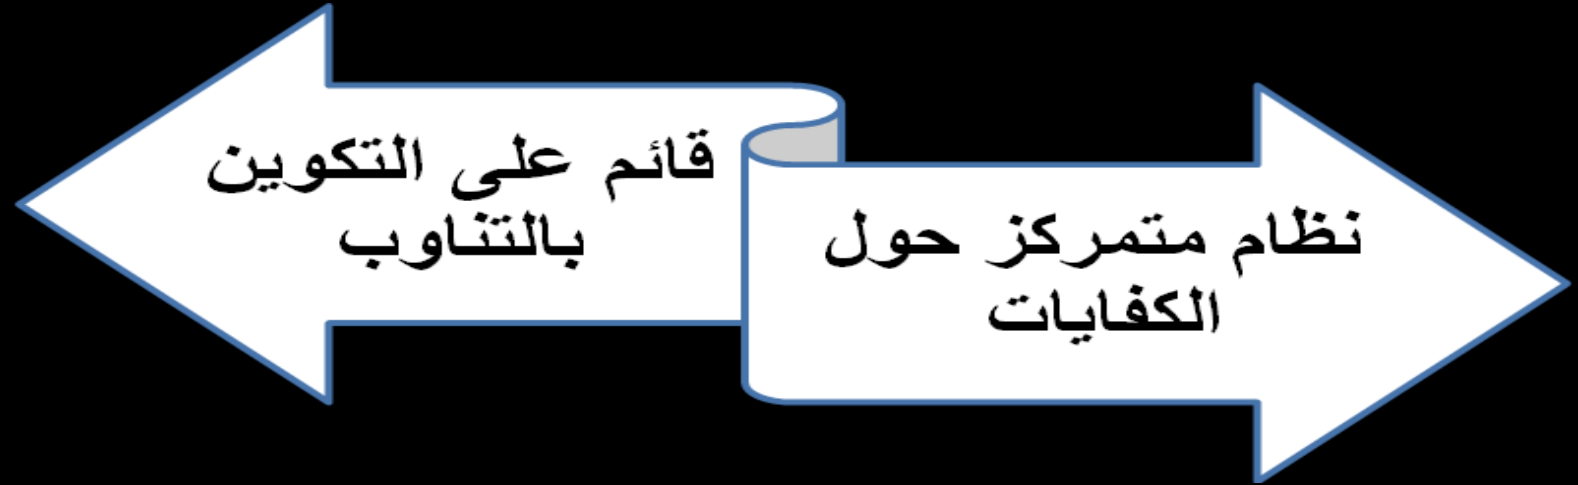 نظام متمركز حول
الكفايات
قائم على التكوين
بالتناوب